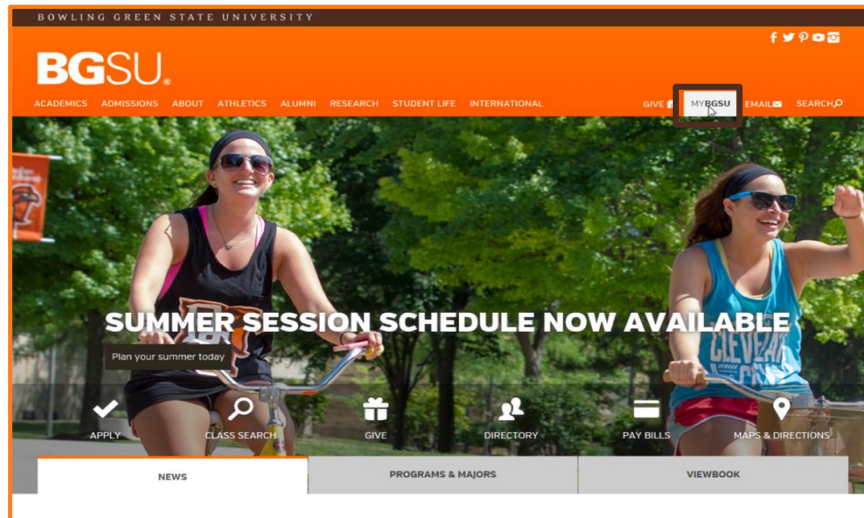 BOWLING GREEN STATE UNIVERSITY
BGSU®
ACADEMICS ADMISSIONS ABOUT ATHLETICS ALUMNI RESEARCH STUDENT LIFE INTERNATIONAL GIVE MYBGSU EMAIL SEARCH
SUMMER SESSION SCHEDULE NOW AVAILABLE
Plan your summer today
APPLY CLASS SEARCH GIVE DIRECTORY PAY BILLS MAPS & DIRECTIONS
NEWS PROGRAMS & MAJORS VIEWBOOK